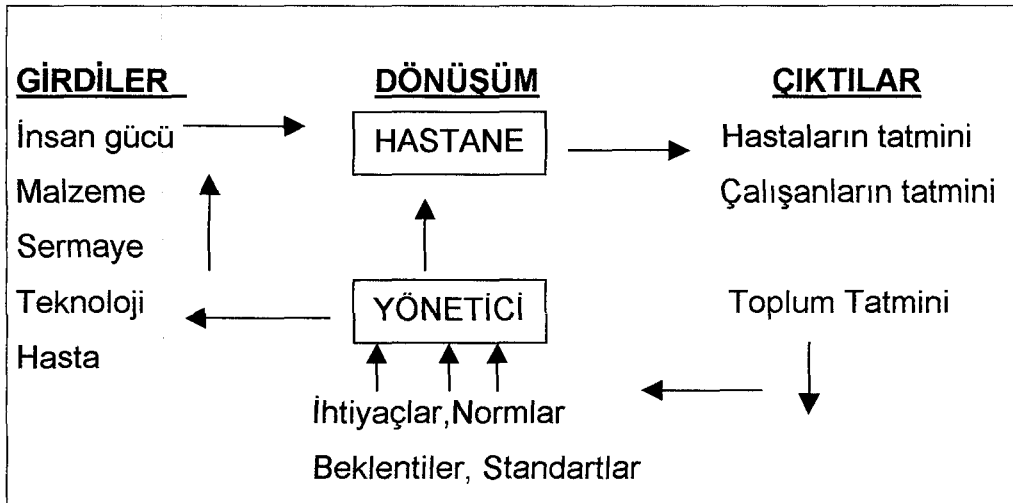 GİRDİLER
DÖNÜŞÜM
ÇIKTILAR
İnsan gücü
HASTANE
Hastaların tatmini
Malzeme
Çalışanların tatmini
Sermaye
Teknoloji
YÖNETİCİ
Toplum Tatmini
Hasta
İhtiyaçlar,Normlar
Beklentiler, Standartlar